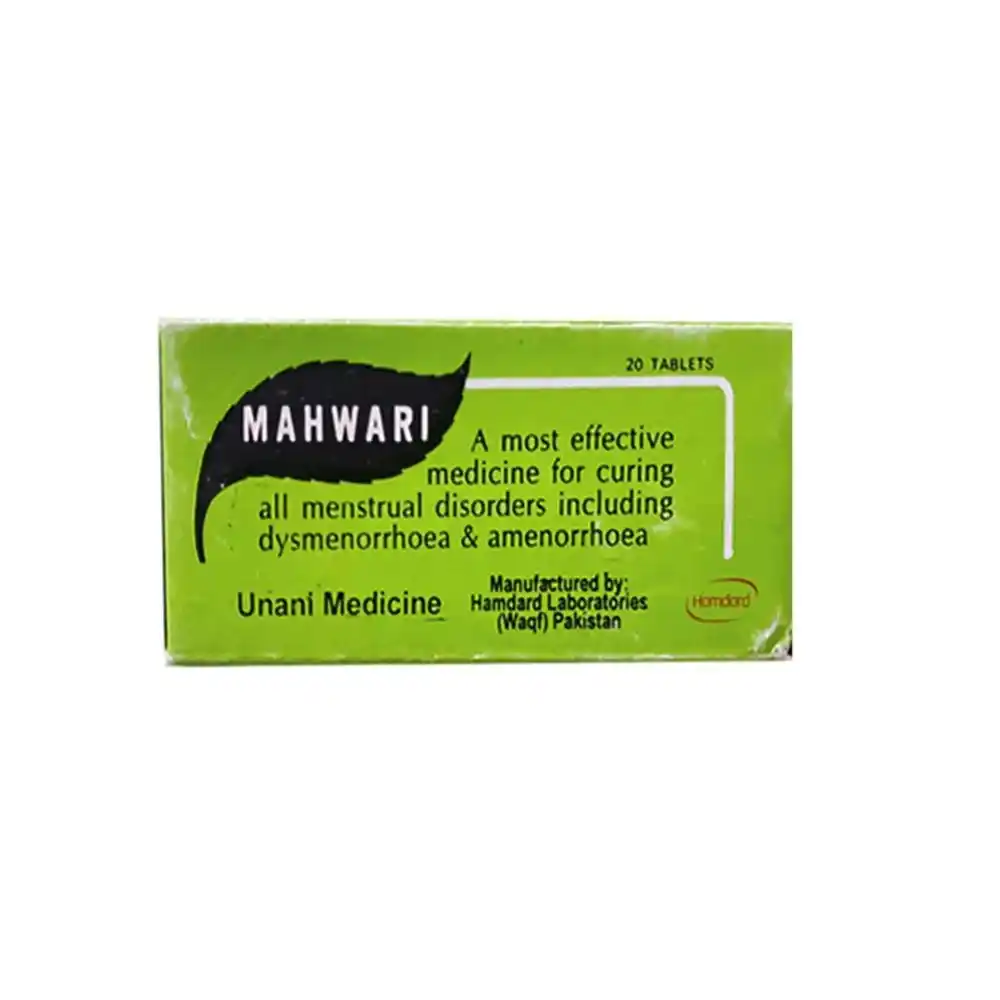 20 TABLETS
MAHWARI
A most effective
medicine for curing
all menstrual disorders including
dysmenorrhoea & amenorrhoea
Unani Medicine
Manufactured by:
Hamdard Laboratories
(Waqf) Pakistan
Hamdard